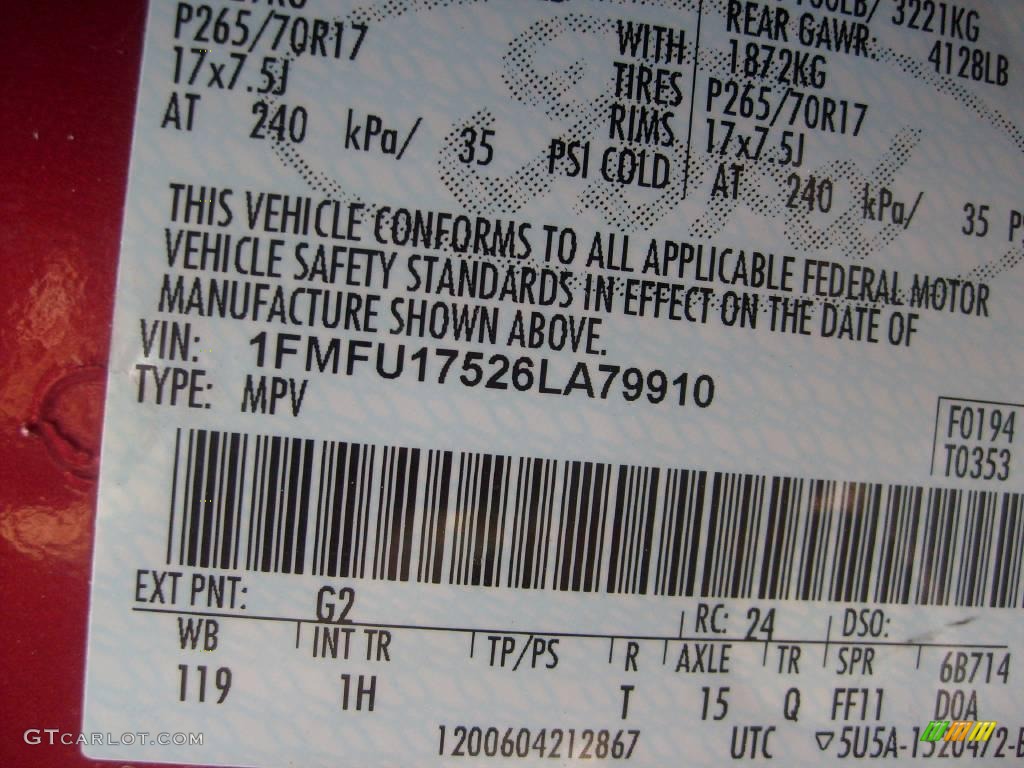 P265/70R17 WITH REAR GAWR: 3221KG
17x7.5J TIRES 1872KG 4128LB
RIMS P265/70R17
AT 240 kPa/ 35 PSI COLD 17x7.5J
AT 240 kPa/ 35
THIS VEHICLE CONFORMS TO ALL APPLICABLE FEDERAL MOTOR
VEHICLE SAFETY STANDARDS IN EFFECT ON THE DATE OF
MANUFACTURE SHOWN ABOVE.
VIN: 1FMFU17526LA79910
TYPE: MPV
F0194
T0353
EXT PNT: G2 RC: 24 DSO:
WB INT TR TP/PS R AXLE TR SPR 6B714
119 1H T 15 Q FF11 DOA
1200604212867 UTC ▽5U5A-1520472-B
GTCARLOT.COM